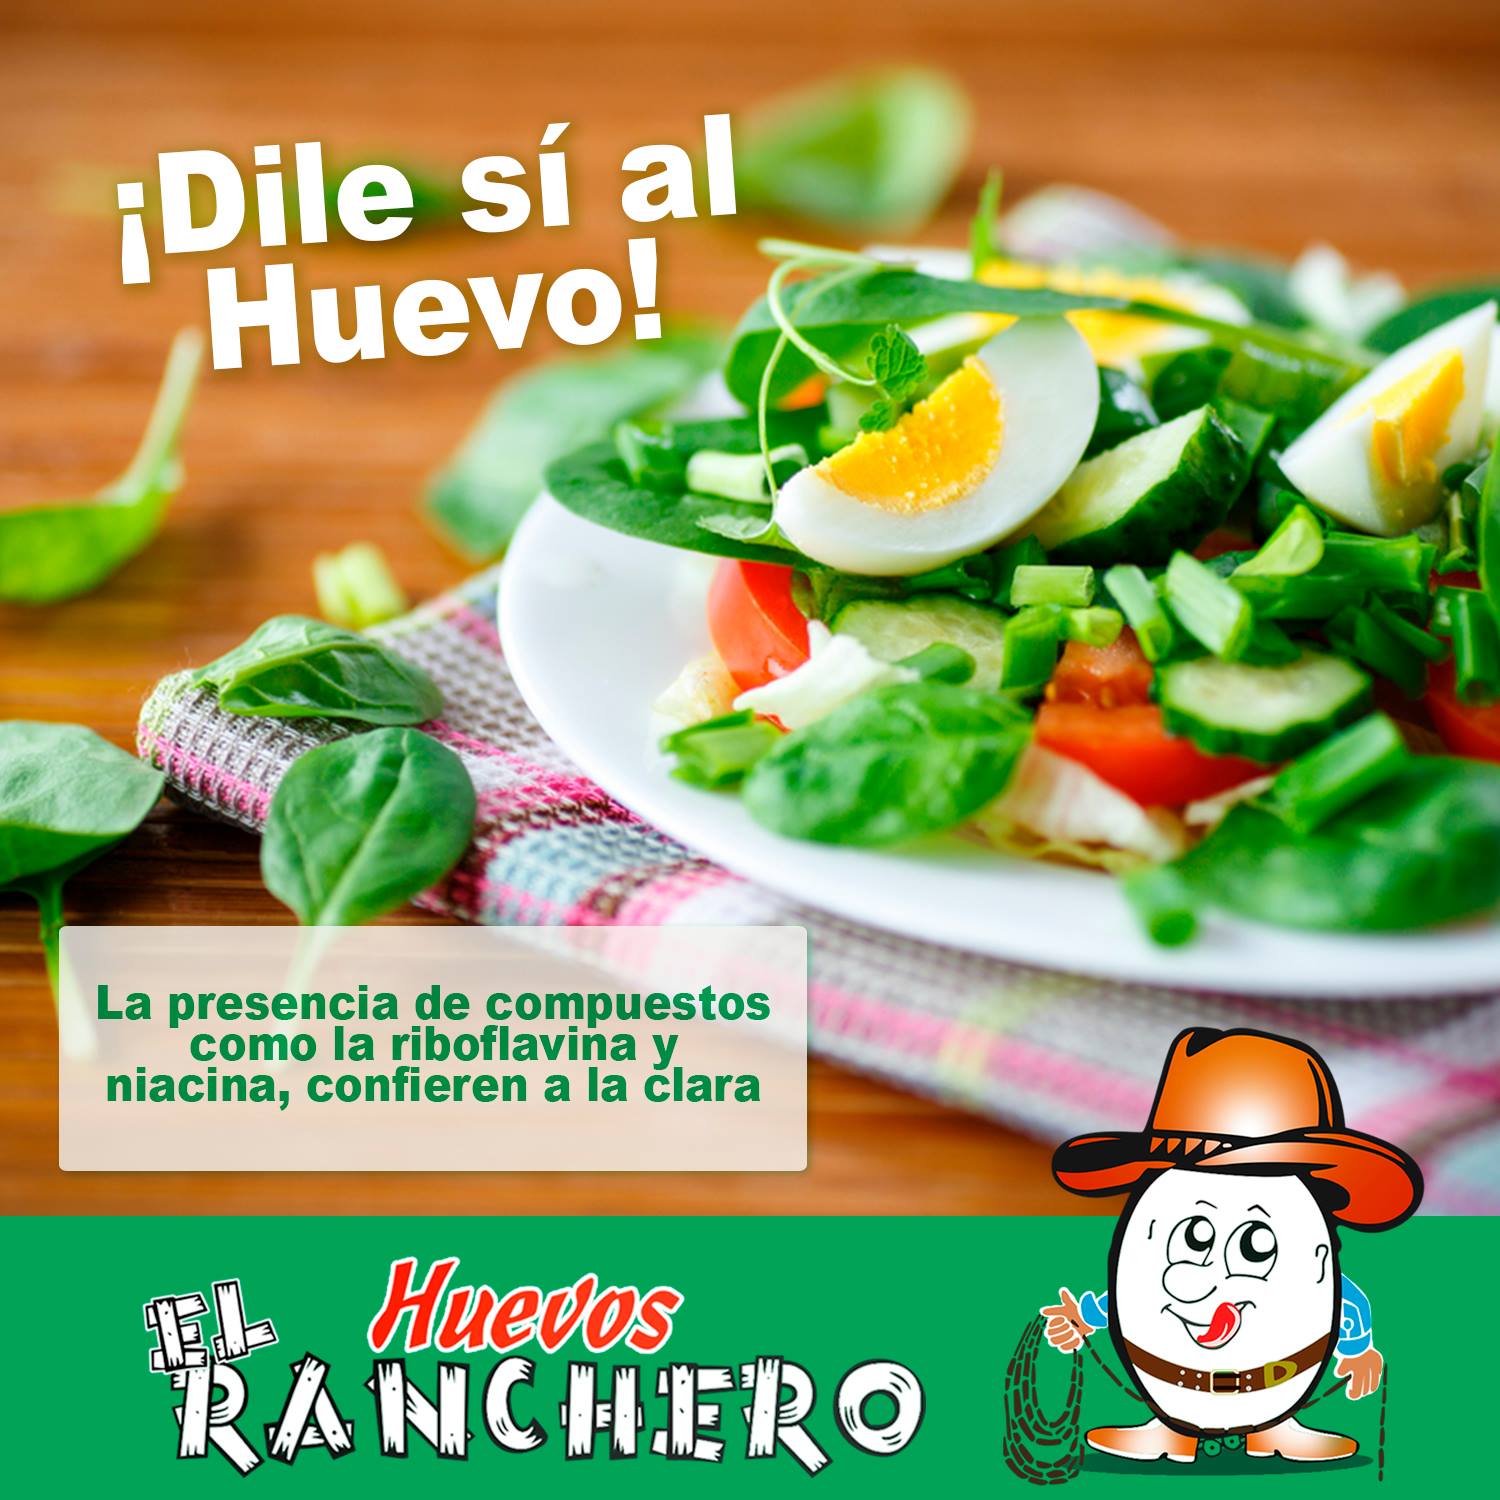 ¡Dile sí al
Huevo!
La presencia de compuestos
como la riboflavina y
niacina, confieren a la clara
Huevos
EL
RANCHERO